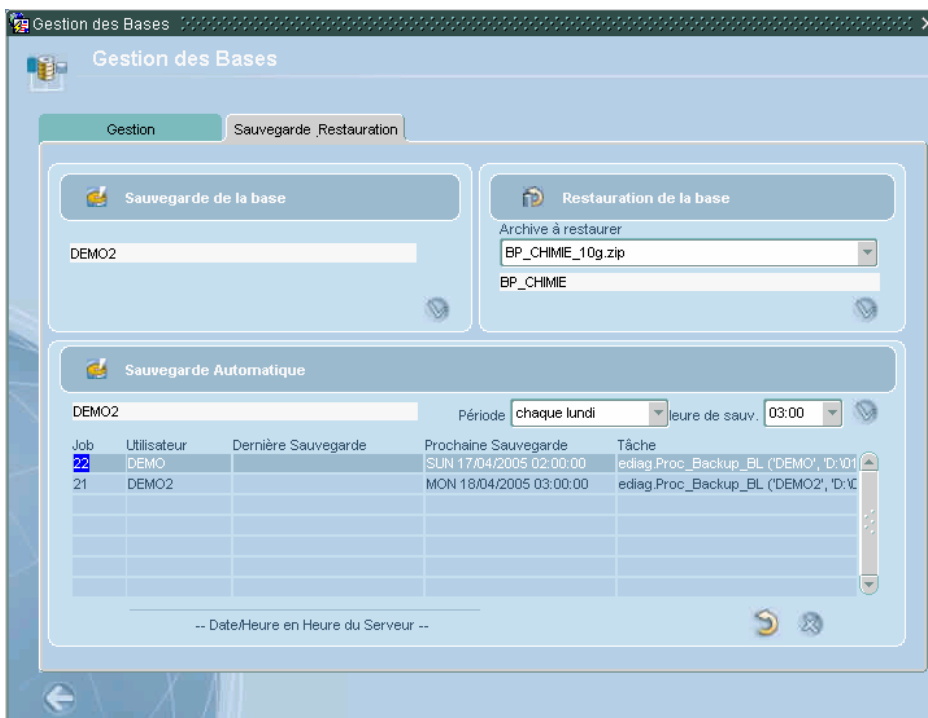 Gestion des Bases
Gestion des Bases
Gestion
Sauvegarde Restauration
Sauvegarde de la base
DEMO2
Restauration de la base
Archive à restaurer
BP_CHIMIE_10g.zip
BP_CHIMIE
Sauvegarde Automatique
DEMO2 Période chaque lundi leure de sauv. 03:00
Job Utilisateur Dernière Sauvegarde Prochaine Sauvegarde Tâche
22 DEMO SUN 17/04/2005 02:00:00 ediag.Proc_Backup_BL ('DEMO', 'D:\01
21 DEMO2 MON 18/04/2005 03:00:00 ediag.Proc_Backup_BL ('DEMO2', 'D:\0
-- Date/Heure en Heure du Serveur --